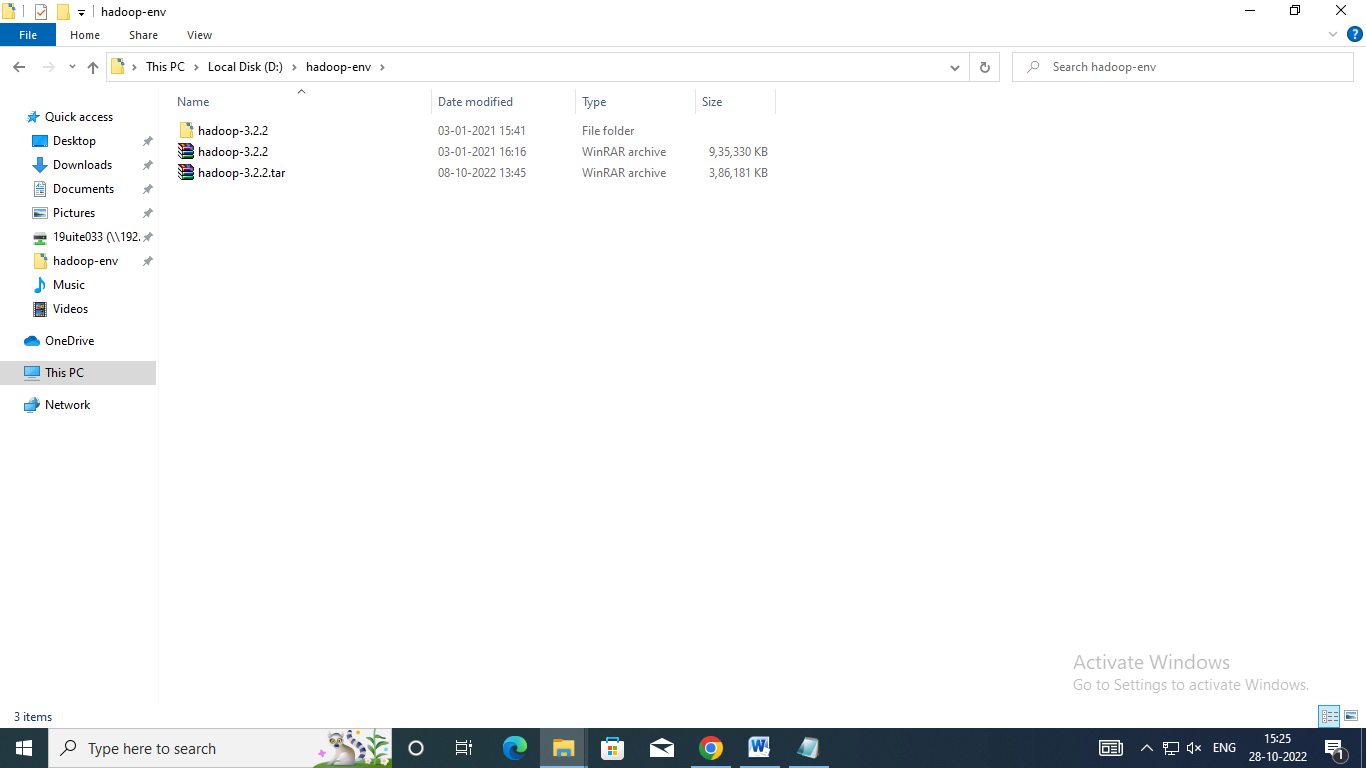 hadoop-env
File Home Share View
This PC Local Disk (D:) hadoop-env
Search hadoop-env
Name Date modified Type Size
hadoop-3.2.2 03-01-2021 15:41 File folder
hadoop-3.2.2 03-01-2021 16:16 WinRAR archive 9,35,330 KB
hadoop-3.2.2.tar 08-10-2022 13:45 WinRAR archive 3,86,181 KB
Quick access
Desktop
Downloads
Documents
Pictures
19uite033 (\\192.
hadoop-env
Music
Videos
OneDrive
This PC
Network
Activate Windows
Go to Settings to activate Windows.
3 items
Type here to search
ENG
15:25
28-10-2022
1